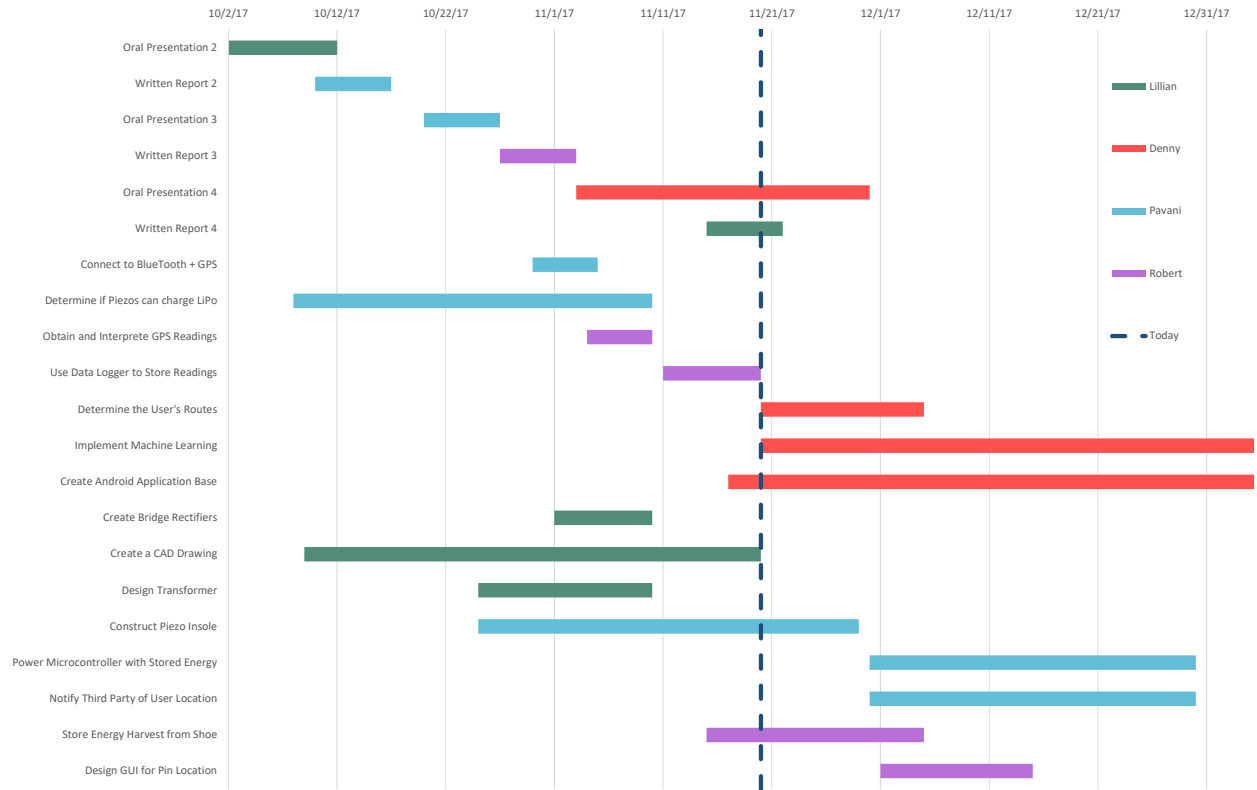 10/2/17 10/12/17 10/22/17 11/1/17 11/11/17 11/21/17 12/1/17 12/11/17 12/21/17 12/31/17
Oral Presentation 2
Written Report 2
Oral Presentation 3
Written Report 3
Oral Presentation 4
Written Report 4
Connect to BlueTooth + GPS
Determine if Piezos can charge LiPo
Obtain and Interprete GPS Readings
Use Data Logger to Store Readings
Determine the User's Routes
Implement Machine Learning
Create Android Application Base
Create Bridge Rectifiers
Create a CAD Drawing
Design Transformer
Construct Piezo Insole
Power Microcontroller with Stored Energy
Notify Third Party of User Location
Store Energy Harvest from Shoe
Design GUI for Pin Location
Lillian
Denny
Pavani
Robert
Today